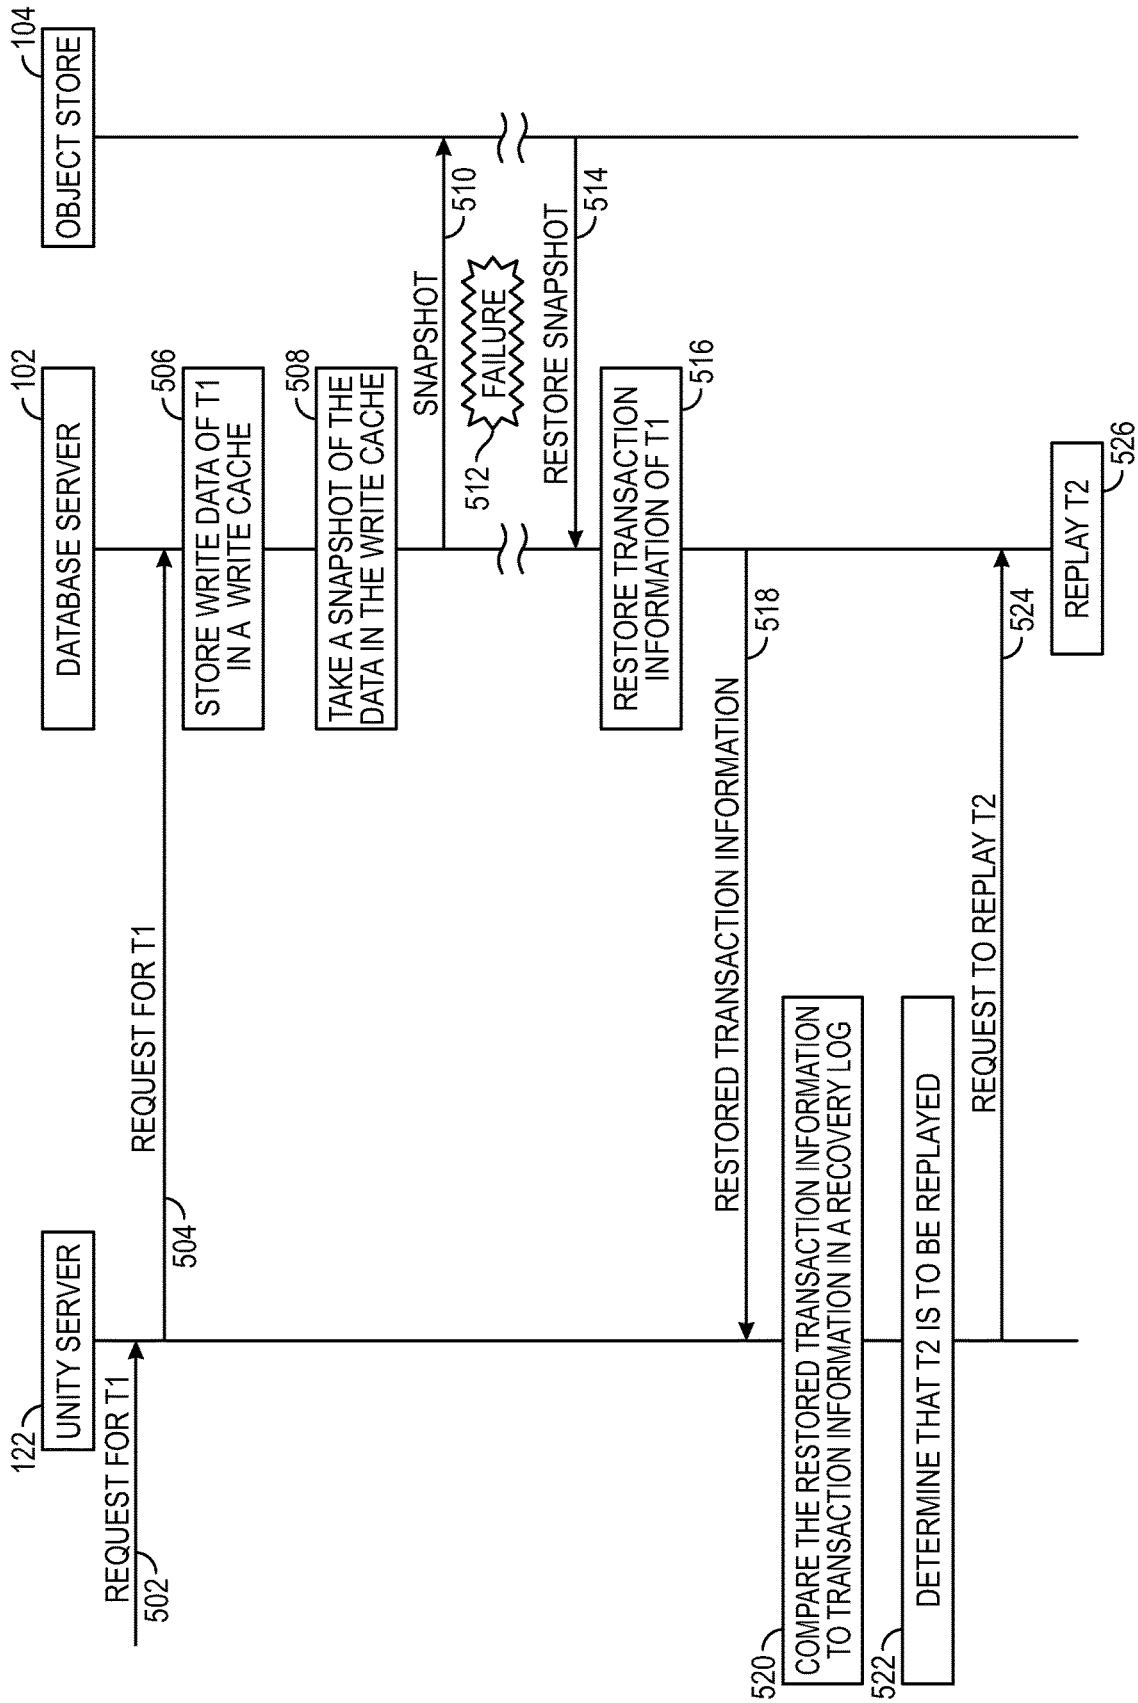 122
UNITY SERVER
102
DATABASE SERVER
104
OBJECT STORE
REQUEST FOR T1
502
REQUEST FOR T1
504
506
STORE WRITE DATA OF T1
IN A WRITE CACHE
508
TAKE A SNAPSHOT OF THE
DATA IN THE WRITE CACHE
SNAPSHOT
510
512
FAILURE
RESTORE SNAPSHOT
514
RESTORE TRANSACTION
INFORMATION OF T1
516
RESTORED TRANSACTION INFORMATION
518
520
COMPARE THE RESTORED TRANSACTION INFORMATION
TO TRANSACTION INFORMATION IN A RECOVERY LOG
522
DETERMINE THAT T2 IS TO BE REPLAYED
REQUEST TO REPLAY T2
524
REPLAY T2
526